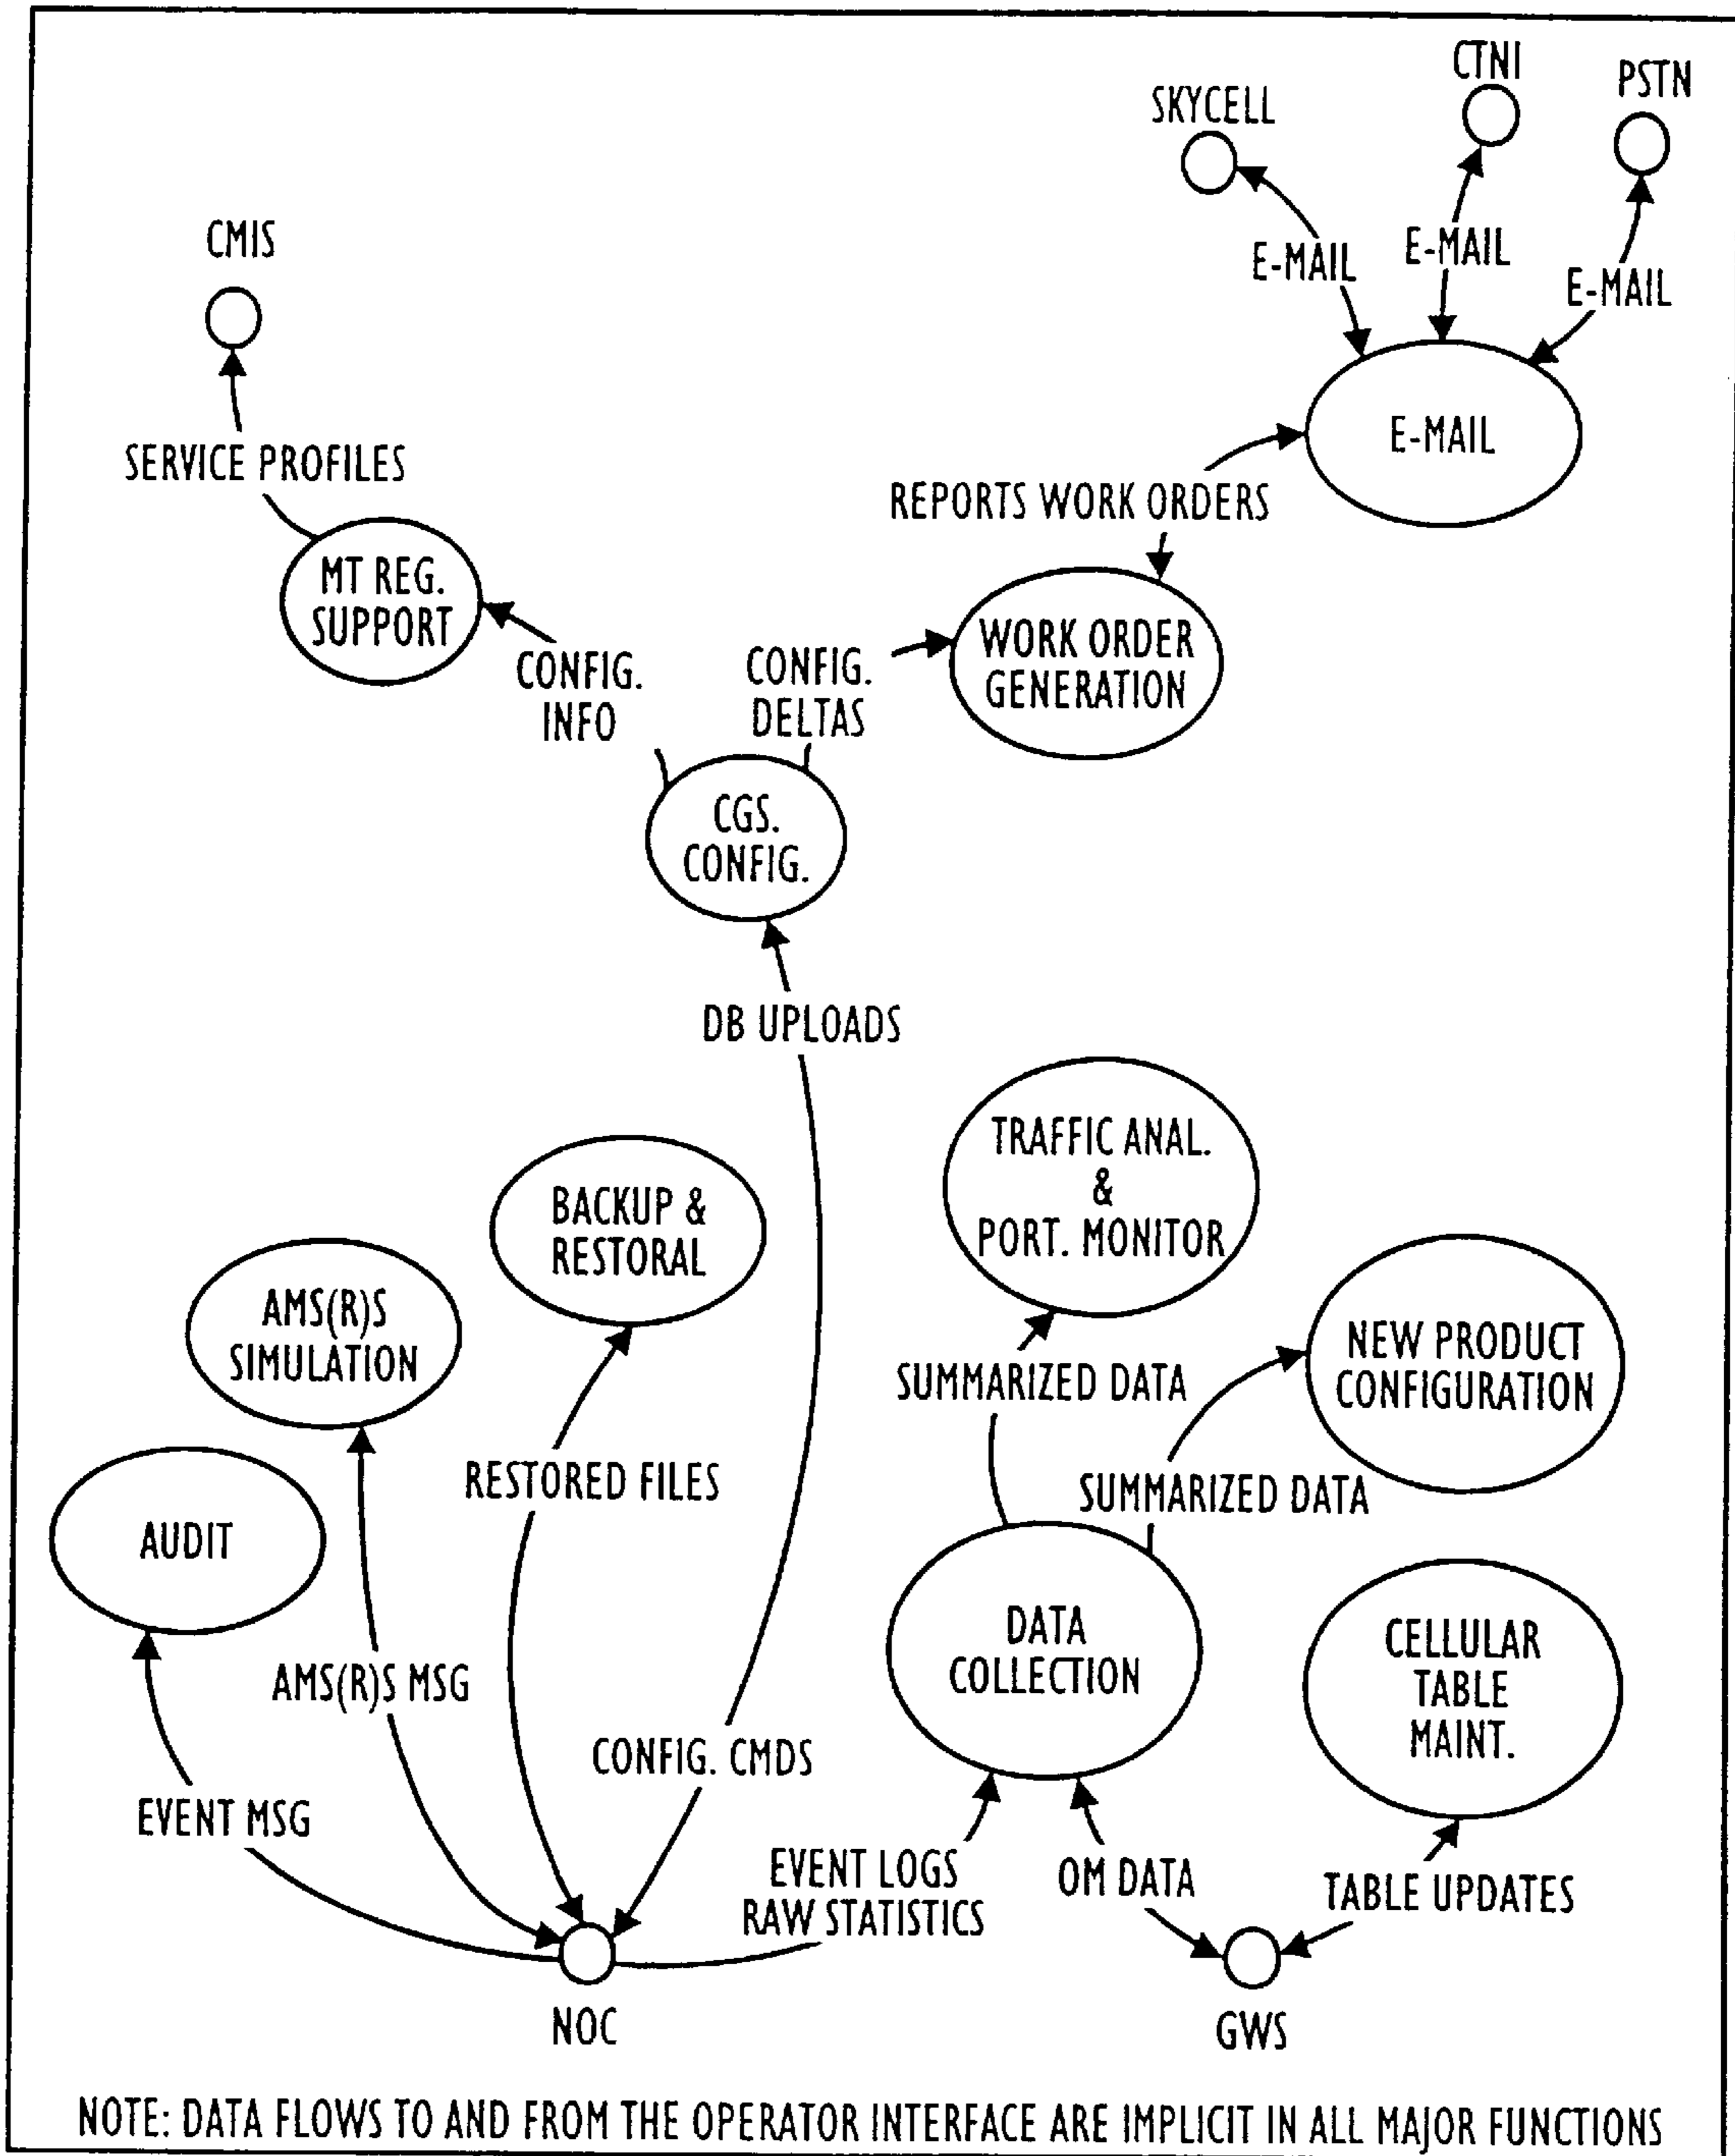 CTNI
PSTN
SKYCELL
CMIS
E-MAIL
E-MAIL
E-MAIL
E-MAIL
SERVICE PROFILES
REPORTS WORK ORDERS
MT REG.
SUPPORT
WORK ORDER
GENERATION
CONFIG.
INFO
CONFIG.
DELTAS
CGS.
CONFIG.
DB UPLOADS
TRAFFIC ANAL.
&
PORT. MONITOR
BACKUP &
RESTORAL
AMS(R)S
SIMULATION
NEW PRODUCT
CONFIGURATION
SUMMARIZED DATA
RESTORED FILES
SUMMARIZED DATA
AUDIT
DATA
COLLECTION
CELLULAR
TABLE
MAINT.
AMS(R)S MSG
CONFIG. CMDS
EVENT MSG
EVENT LOGS
RAW STATISTICS
OM DATA
TABLE UPDATES
NOC
GWS
NOTE: DATA FLOWS TO AND FROM THE OPERATOR INTERFACE ARE IMPLICIT IN ALL MAJOR FUNCTIONS